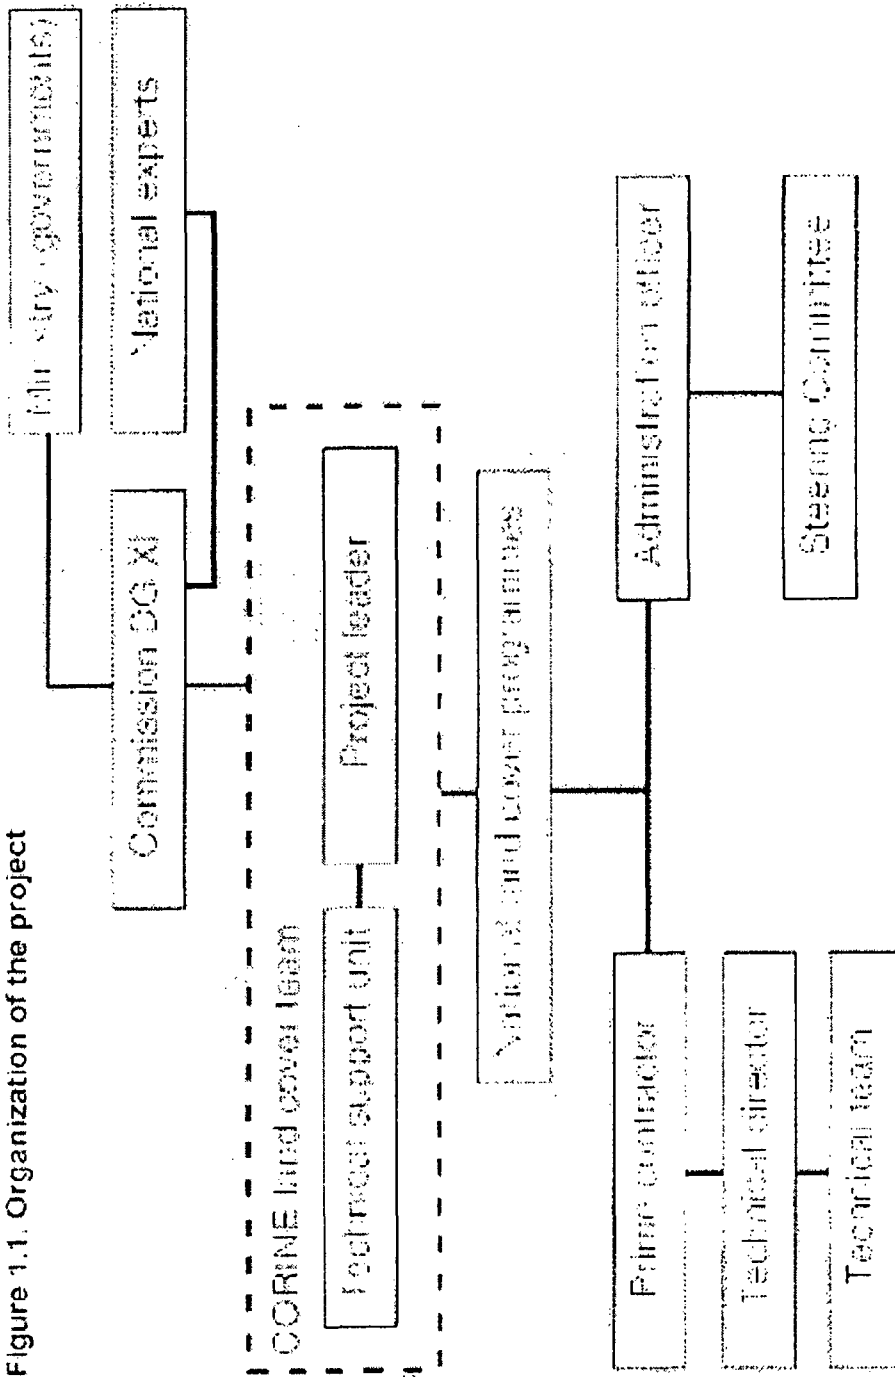 Figure 1.1. Organization of the project
(governments)
Commission DG XI
National experts
CORINE land cover team
Technical support unit
Project leader
National land cover programmes
Prime contractor
Administration officer
Technical director
Steering Committee
Technical team